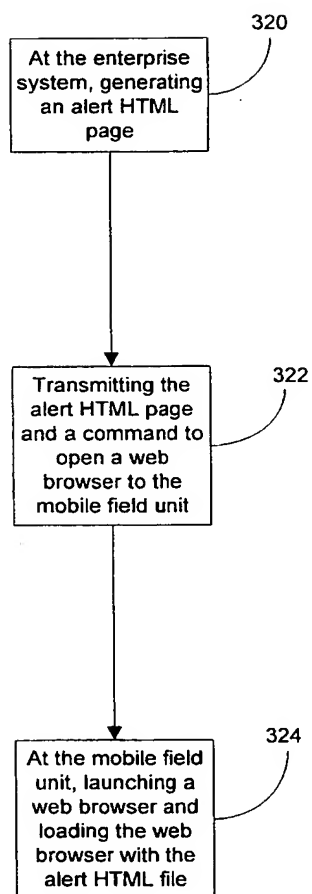 320
At the enterprise
system, generating
an alert HTML
page
322
Transmitting the
alert HTML page
and a command to
open a web
browser to the
mobile field unit
324
At the mobile field
unit, launching a
web browser and
loading the web
browser with the
alert HTML file